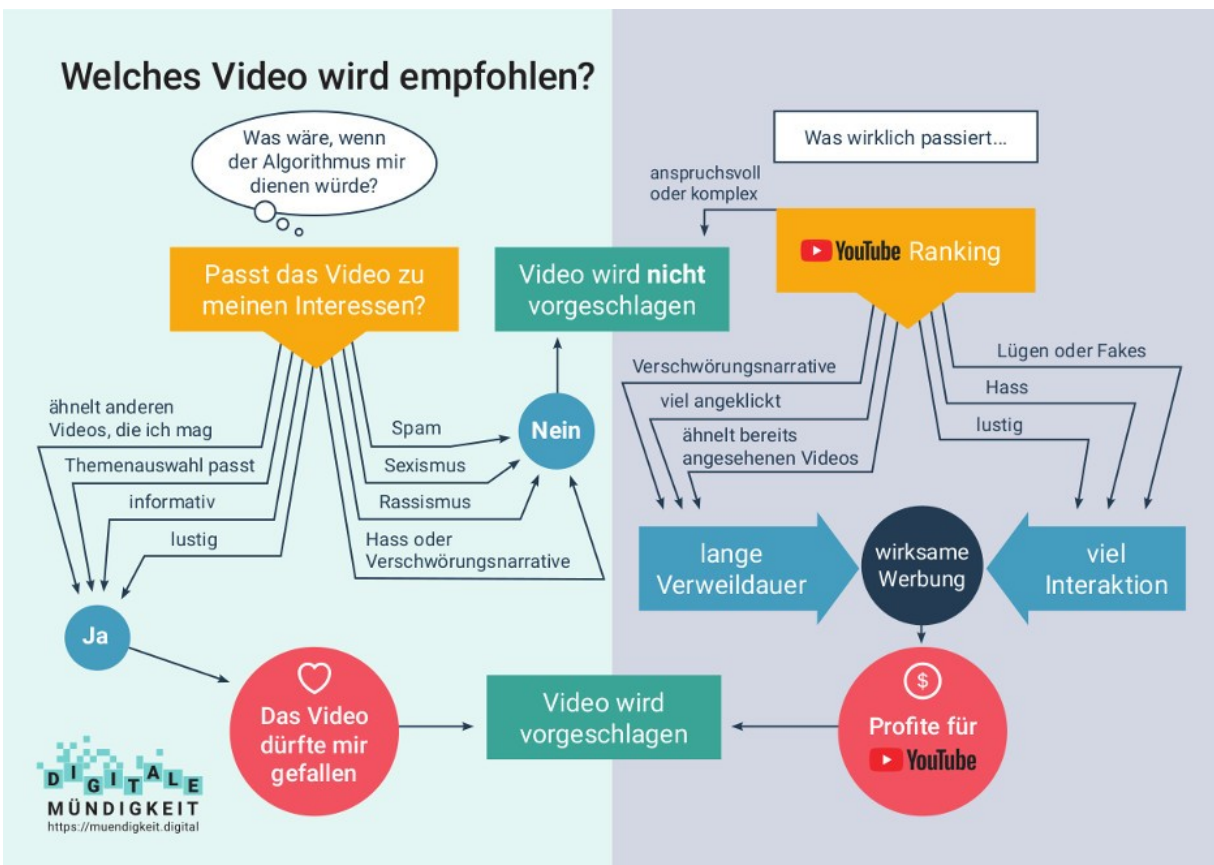 Welches Video wird empfohlen?
Was wäre, wenn
der Algorithmus mir
dienen würde?
Passt das Video zu
meinen Interessen?
ähnelt anderen
Videos, die ich mag
Themenauswahl passt
informativ
lustig
Spam
Sexismus
Rassismus
Hass oder
Verschwörungsnarrative
Ja
Nein
Das Video
dürfte mir
gefallen
Video wird nicht
vorgeschlagen
Video wird
vorgeschlagen
Was wirklich passiert...
anspruchsvoll
oder komplex
YouTube Ranking
Verschwörungsnarrative
viel angeklickt
ähnelt bereits
angesehenen Videos
Lügen oder Fakes
Hass
lustig
lange
Verweildauer
wirksame
Werbung
viel
Interaktion
$
Profite für
YouTube
DIGITALE
MÜNDIGKEIT
https://muendigkeit.digital